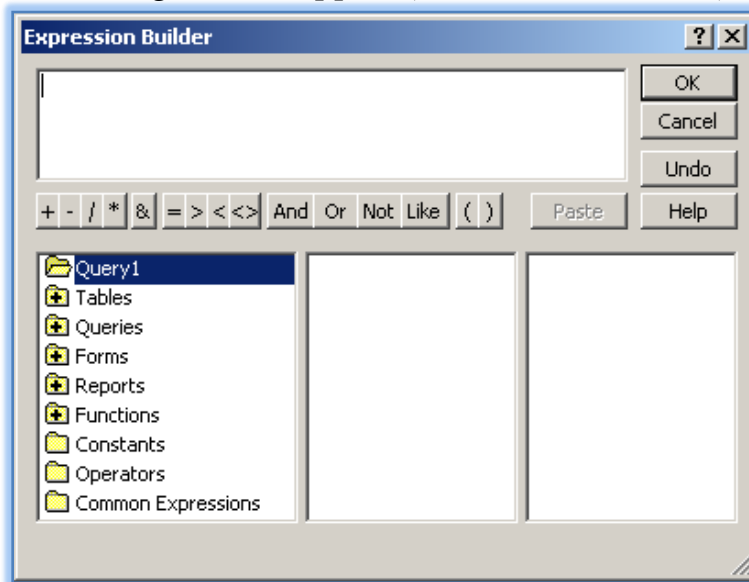 Expression Builder
OK
Cancel
Undo
+ - / * & = > < <> And Or Not Like ( ) Paste Help
Query1
Tables
Queries
Forms
Reports
Functions
Constants
Operators
Common Expressions